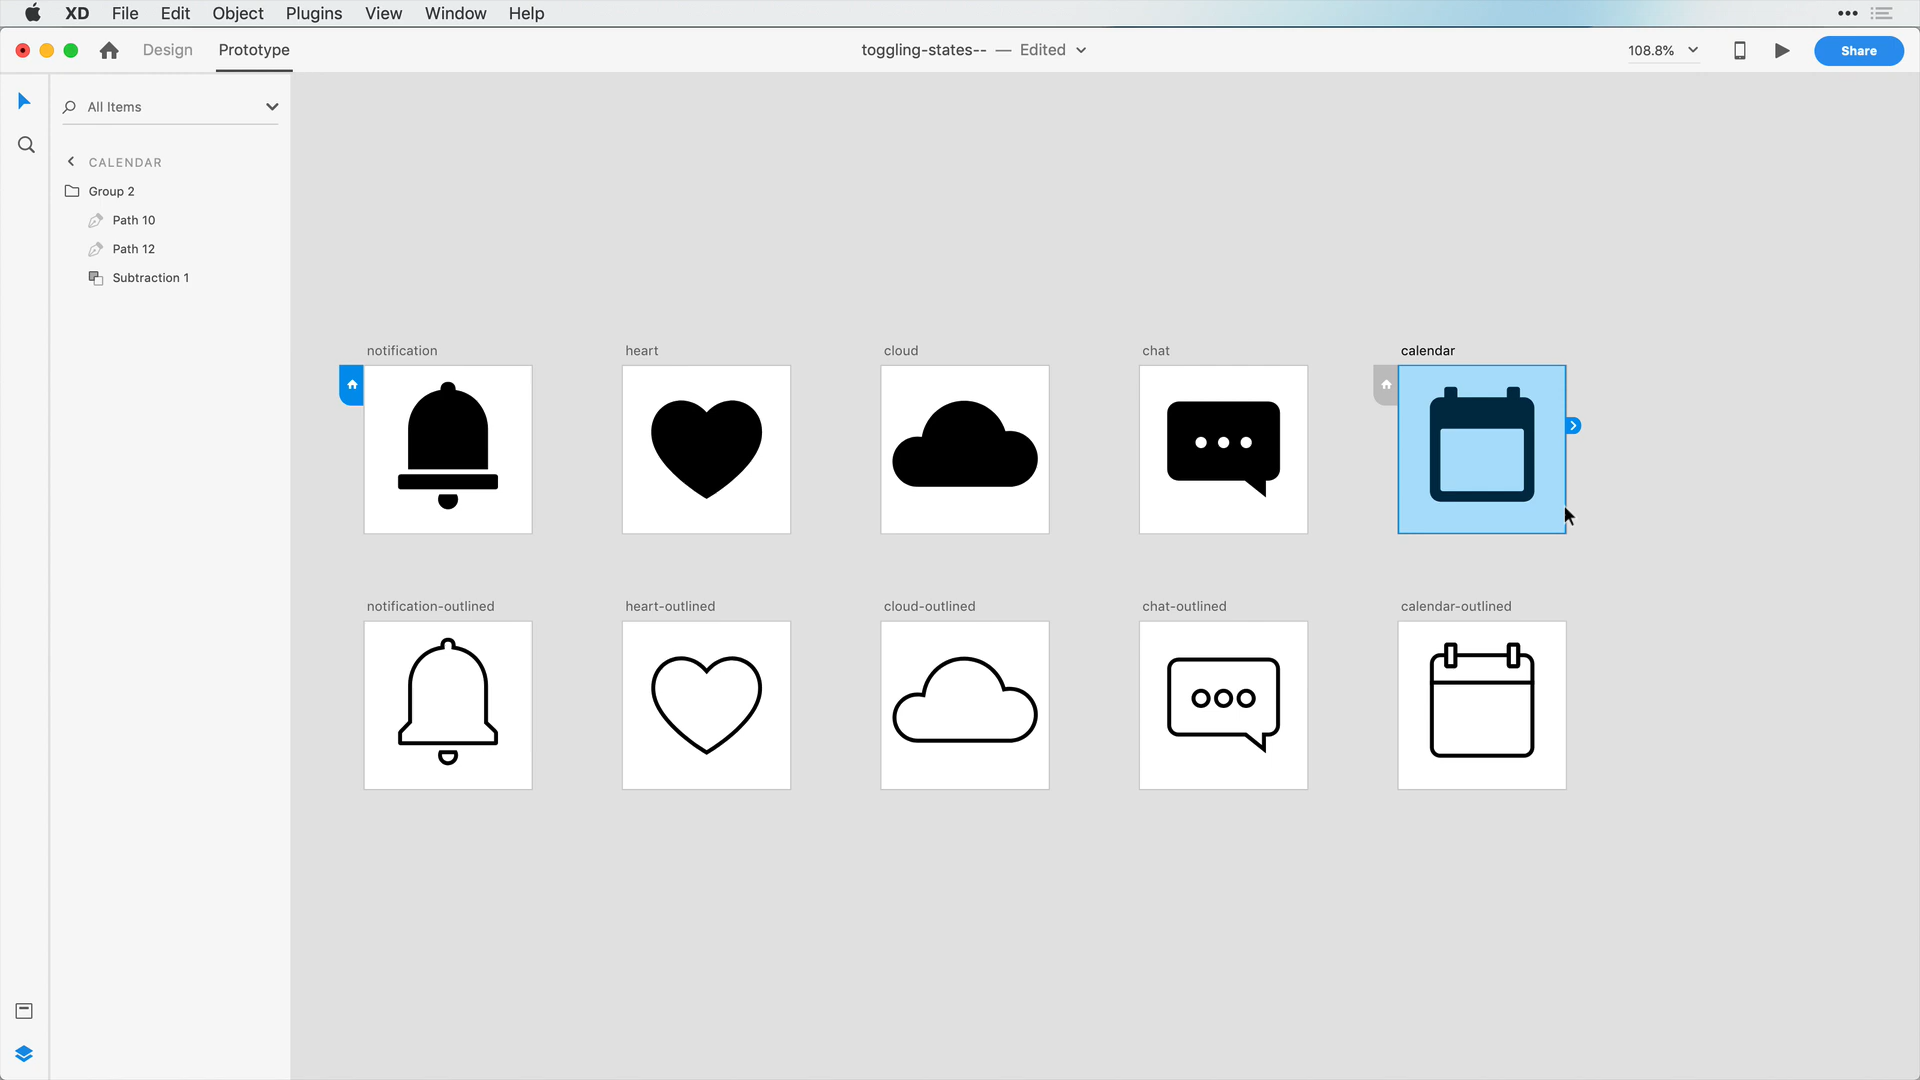 XD File Edit Object Plugins View Window Help
Design Prototype toggling-states-- — Edited 108.8% Share
All Items
CALENDAR
Group 2
Path 10
Path 12
Subtraction 1
notification heart cloud chat calendar
notification-outlined heart-outlined cloud-outlined chat-outlined calendar-outlined